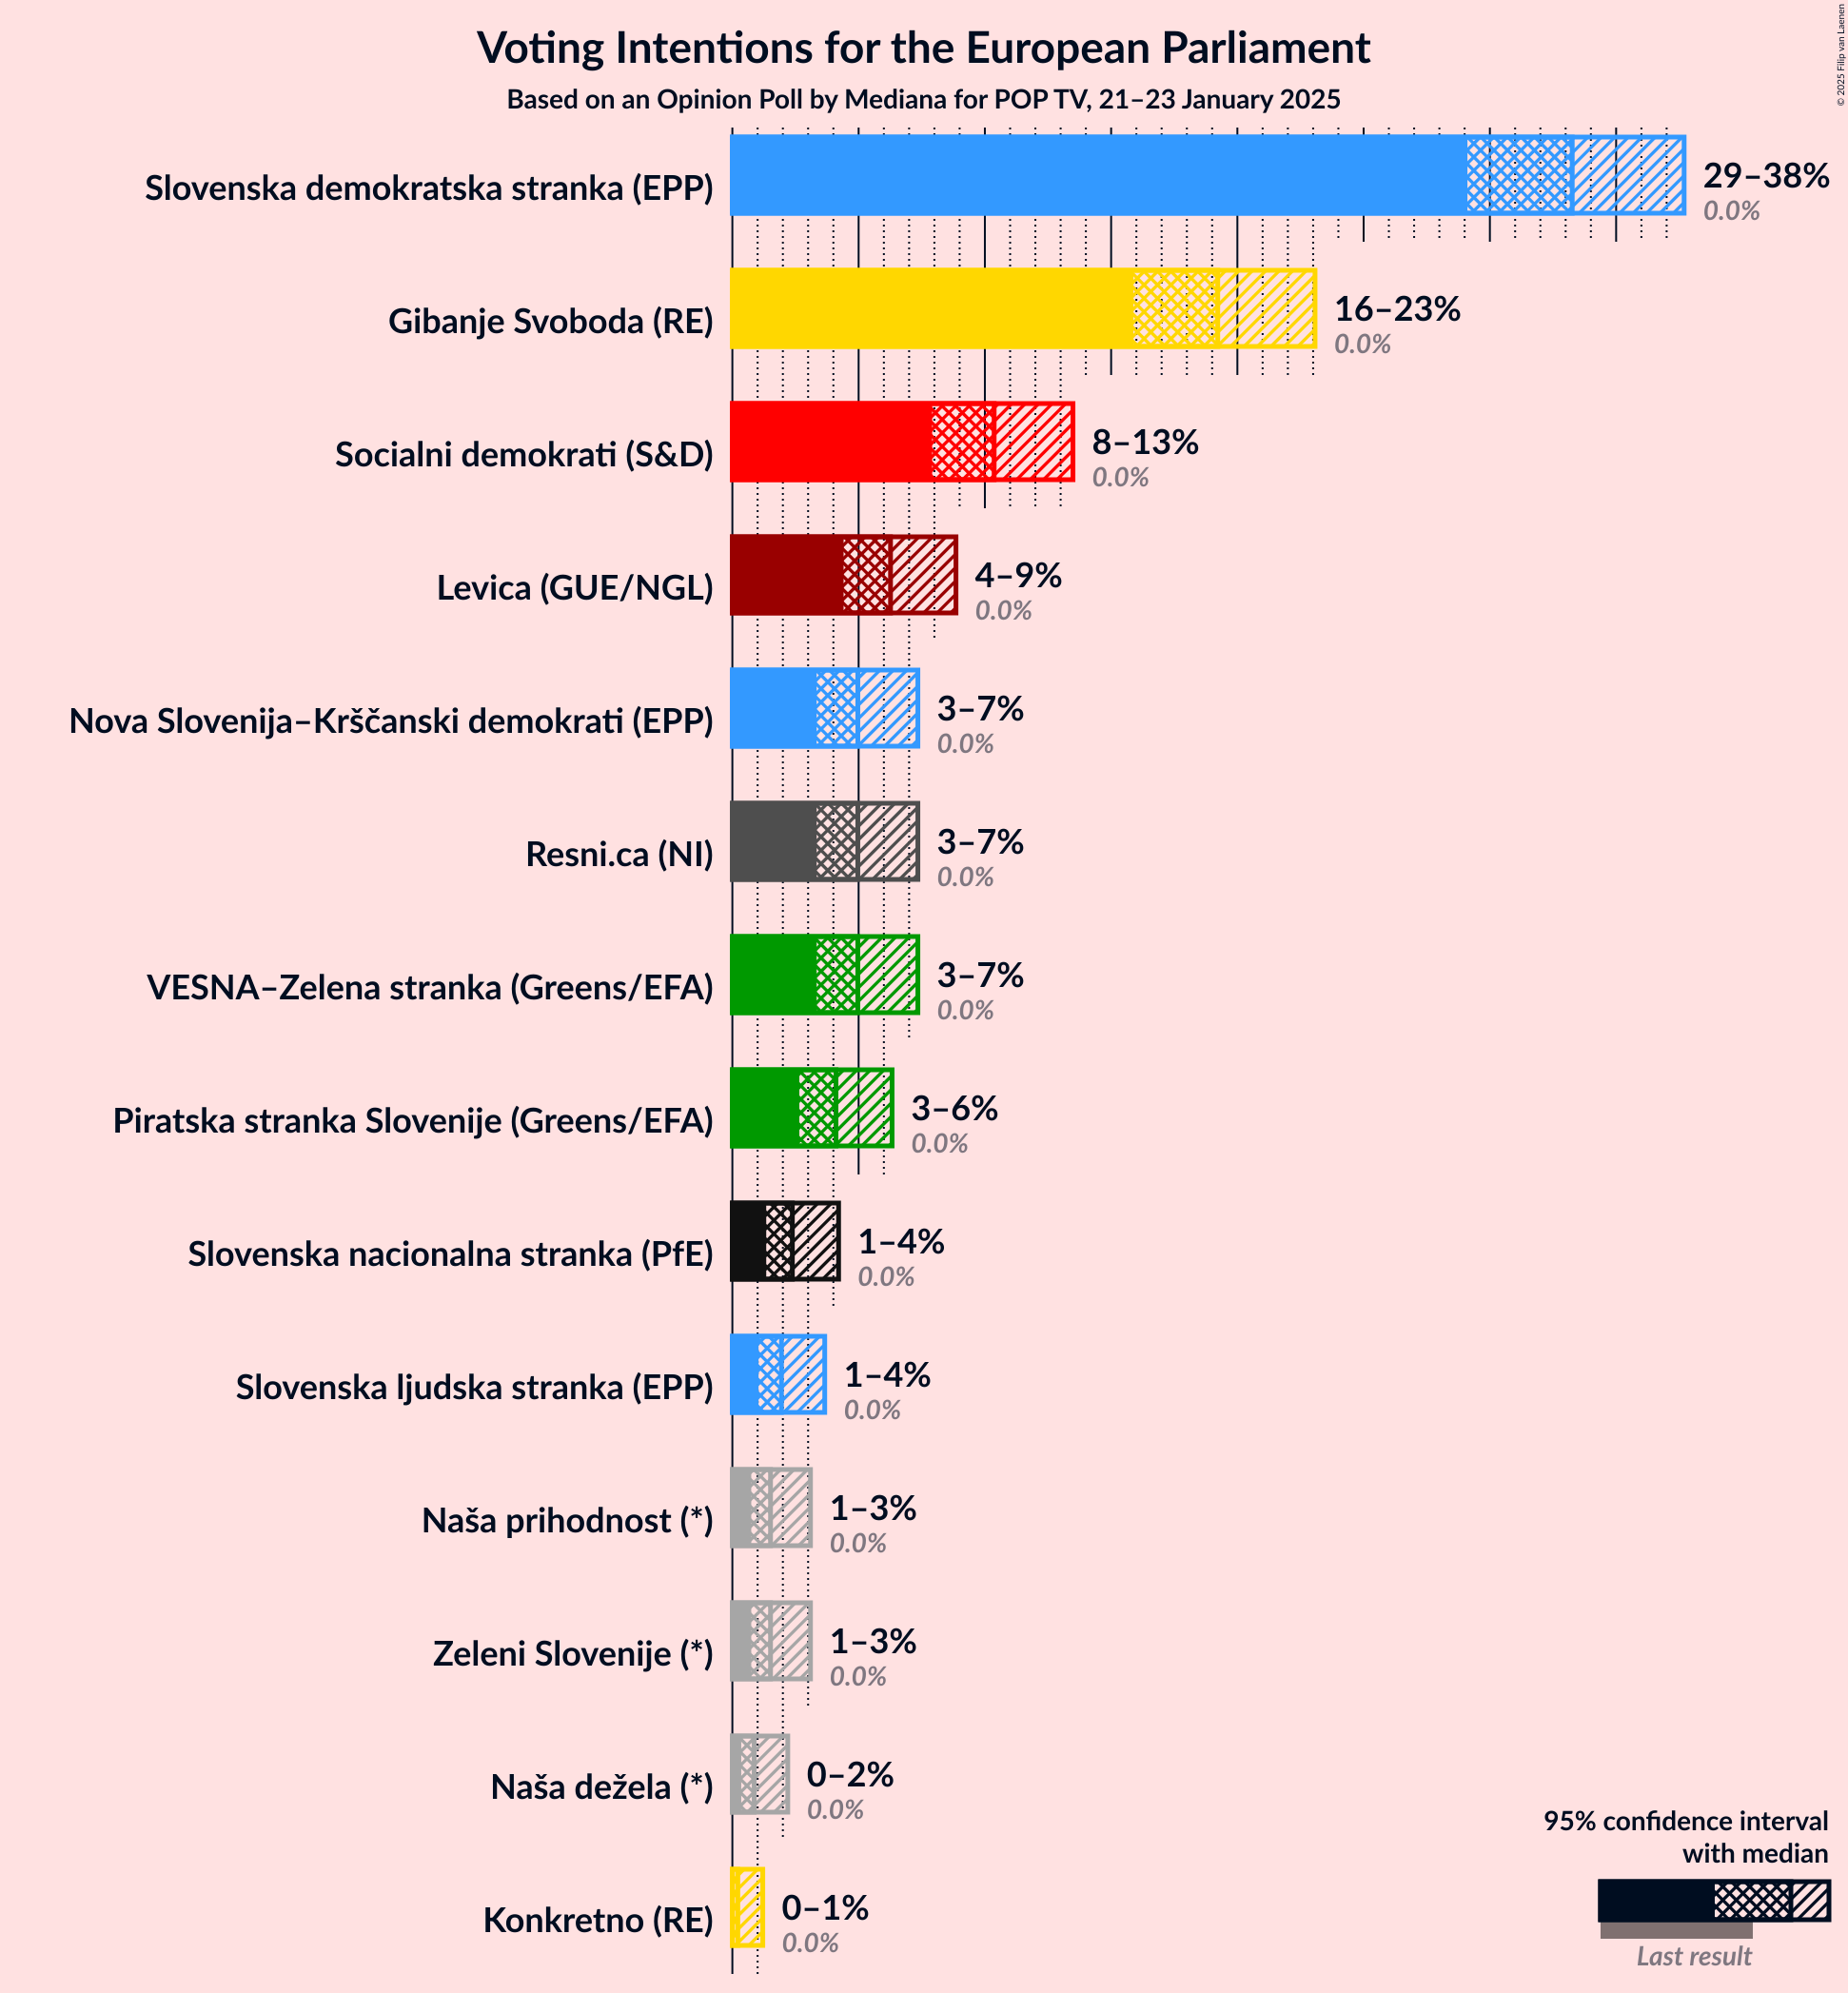 Voting Intentions for the European Parliament
Based on an Opinion Poll by Mediana for POP TV, 21–23 January 2025
© 2025 Filip van Laenen
Slovenska demokratska stranka (EPP)
29–38%
0.0%
Gibanje Svoboda (RE)
16–23%
0.0%
Socialni demokrati (S&D)
8–13%
0.0%
Levica (GUE/NGL)
4–9%
0.0%
Nova Slovenija–Krščanski demokrati (EPP)
3–7%
0.0%
Resni.ca (NI)
3–7%
0.0%
VESNA–Zelena stranka (Greens/EFA)
3–7%
0.0%
Piratska stranka Slovenije (Greens/EFA)
3–6%
0.0%
Slovenska nacionalna stranka (PfE)
1–4%
0.0%
Slovenska ljudska stranka (EPP)
1–4%
0.0%
Naša prihodnost (*)
1–3%
0.0%
Zeleni Slovenije (*)
1–3%
0.0%
Naša dežela (*)
0–2%
0.0%
Konkretno (RE)
0–1%
0.0%
95% confidence interval
with median
Last result